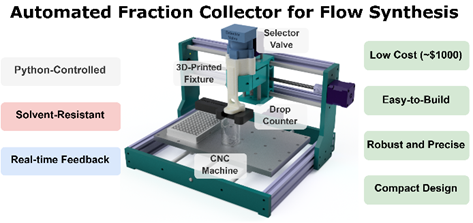 Automated Fraction Collector for Flow Synthesis
Selector
Valve
3D-Printed
Fixture
Drop
Counter
CNC
Machine
Python-Controlled
Solvent-Resistant
Real-time Feedback
Low Cost (~$1000)
Easy-to-Build
Robust and Precise
Compact Design